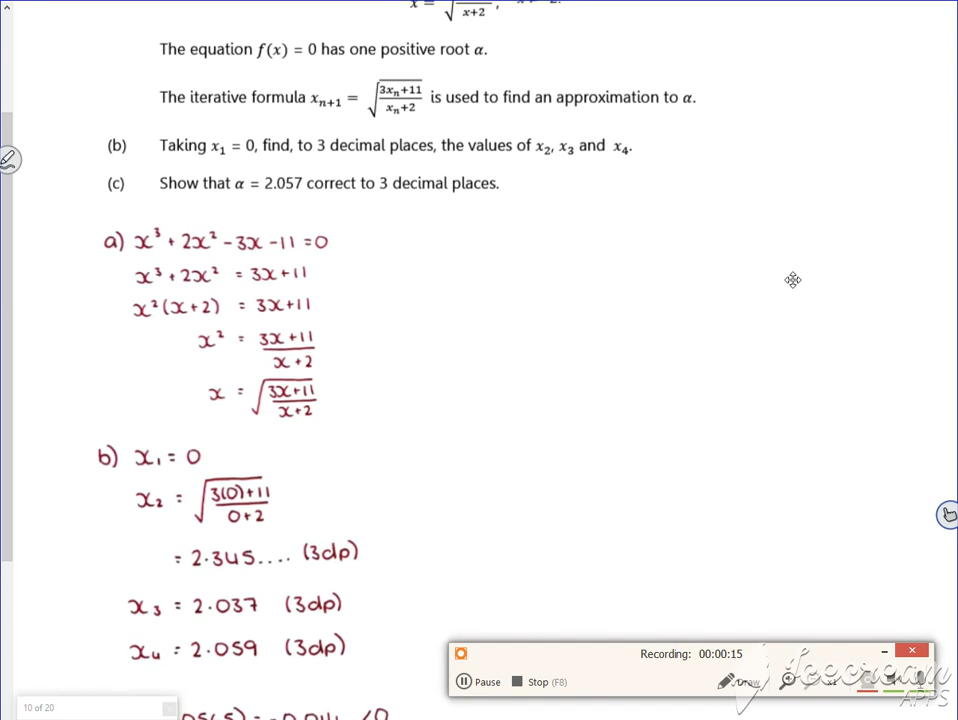 x = √ x+2 ,
The equation f(x) = 0 has one positive root α.
The iterative formula xₙ₊₁ = √((3xₙ+11)/(xₙ+2)) is used to find an approximation to α.
(b) Taking x₁ = 0, find, to 3 decimal places, the values of x₂, x₃ and x₄.
(c) Show that α = 2.057 correct to 3 decimal places.
a) x³ + 2x² - 3x - 11 = 0
x³ + 2x² = 3x + 11
x²(x+2) = 3x+11
x² = (3x+11)/(x+2)
x = √((3x+11)/(x+2))
b) x₁ = 0
x₂ = √((3(0)+11)/(0+2))
= 2.345.... (3dp)
x₃ = 2.037 (3dp)
x₄ = 2.059 (3dp)
Recording: 00:00:15
Pause Stop (F8) Draw x1
Icecream
APPS
10 of 20